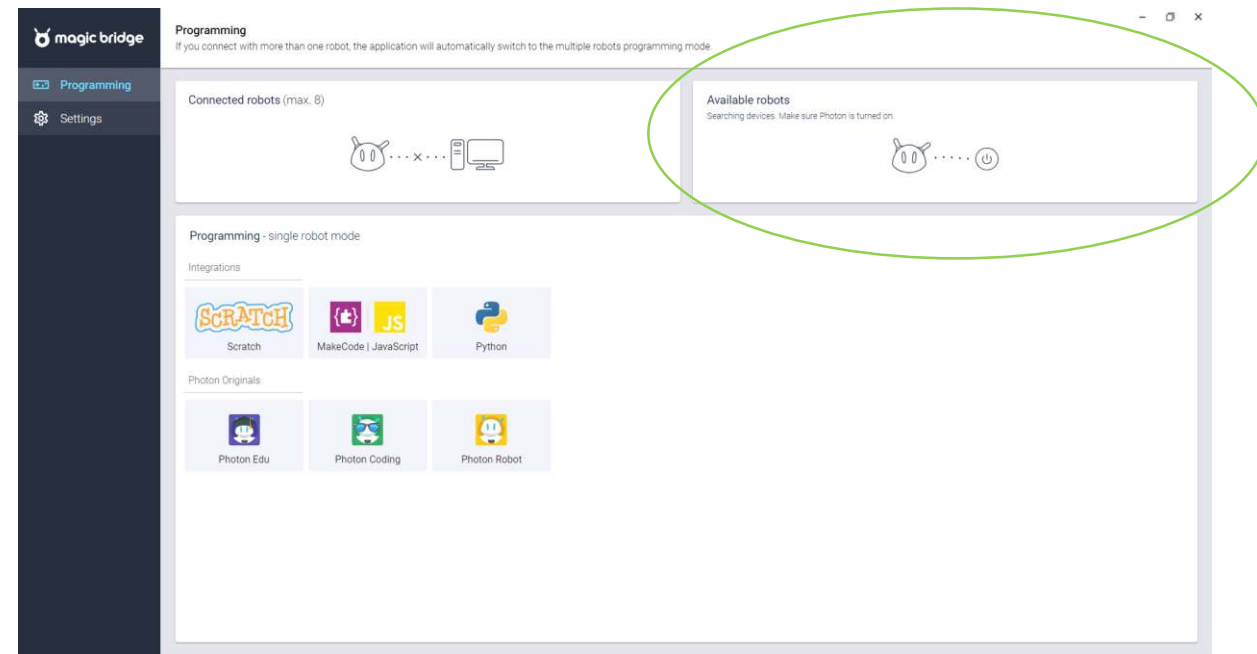 magic bridge
Programming
If you connect with more than one robot, the application will automatically switch to the multiple robots programming mode.
Programming
Settings
Connected robots (max. 8)
Available robots
Searching devices. Make sure Photon is turned on.
Programming - single robot mode
Integrations
SCRATCH
JS
Scratch
MakeCode | JavaScript
Python
Photon Originals
Photon Edu
Photon Coding
Photon Robot